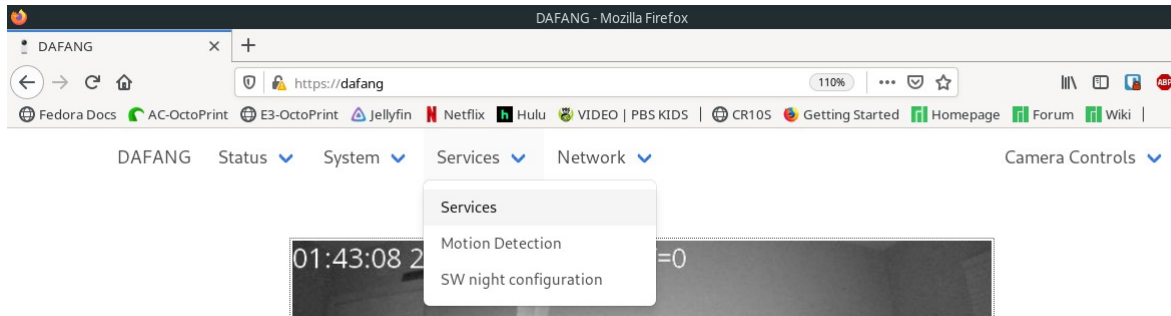 DAFANG - Mozilla Firefox
DAFANG
https://dafang 110%
Fedora Docs AC-OctoPrint E3-OctoPrint Jellyfin Netflix Hulu VIDEO | PBS KIDS CR10S Getting Started Homepage Forum Wiki
DAFANG Status System Services Network Camera Controls
Services
Motion Detection
SW night configuration
01:43:08 2 =0